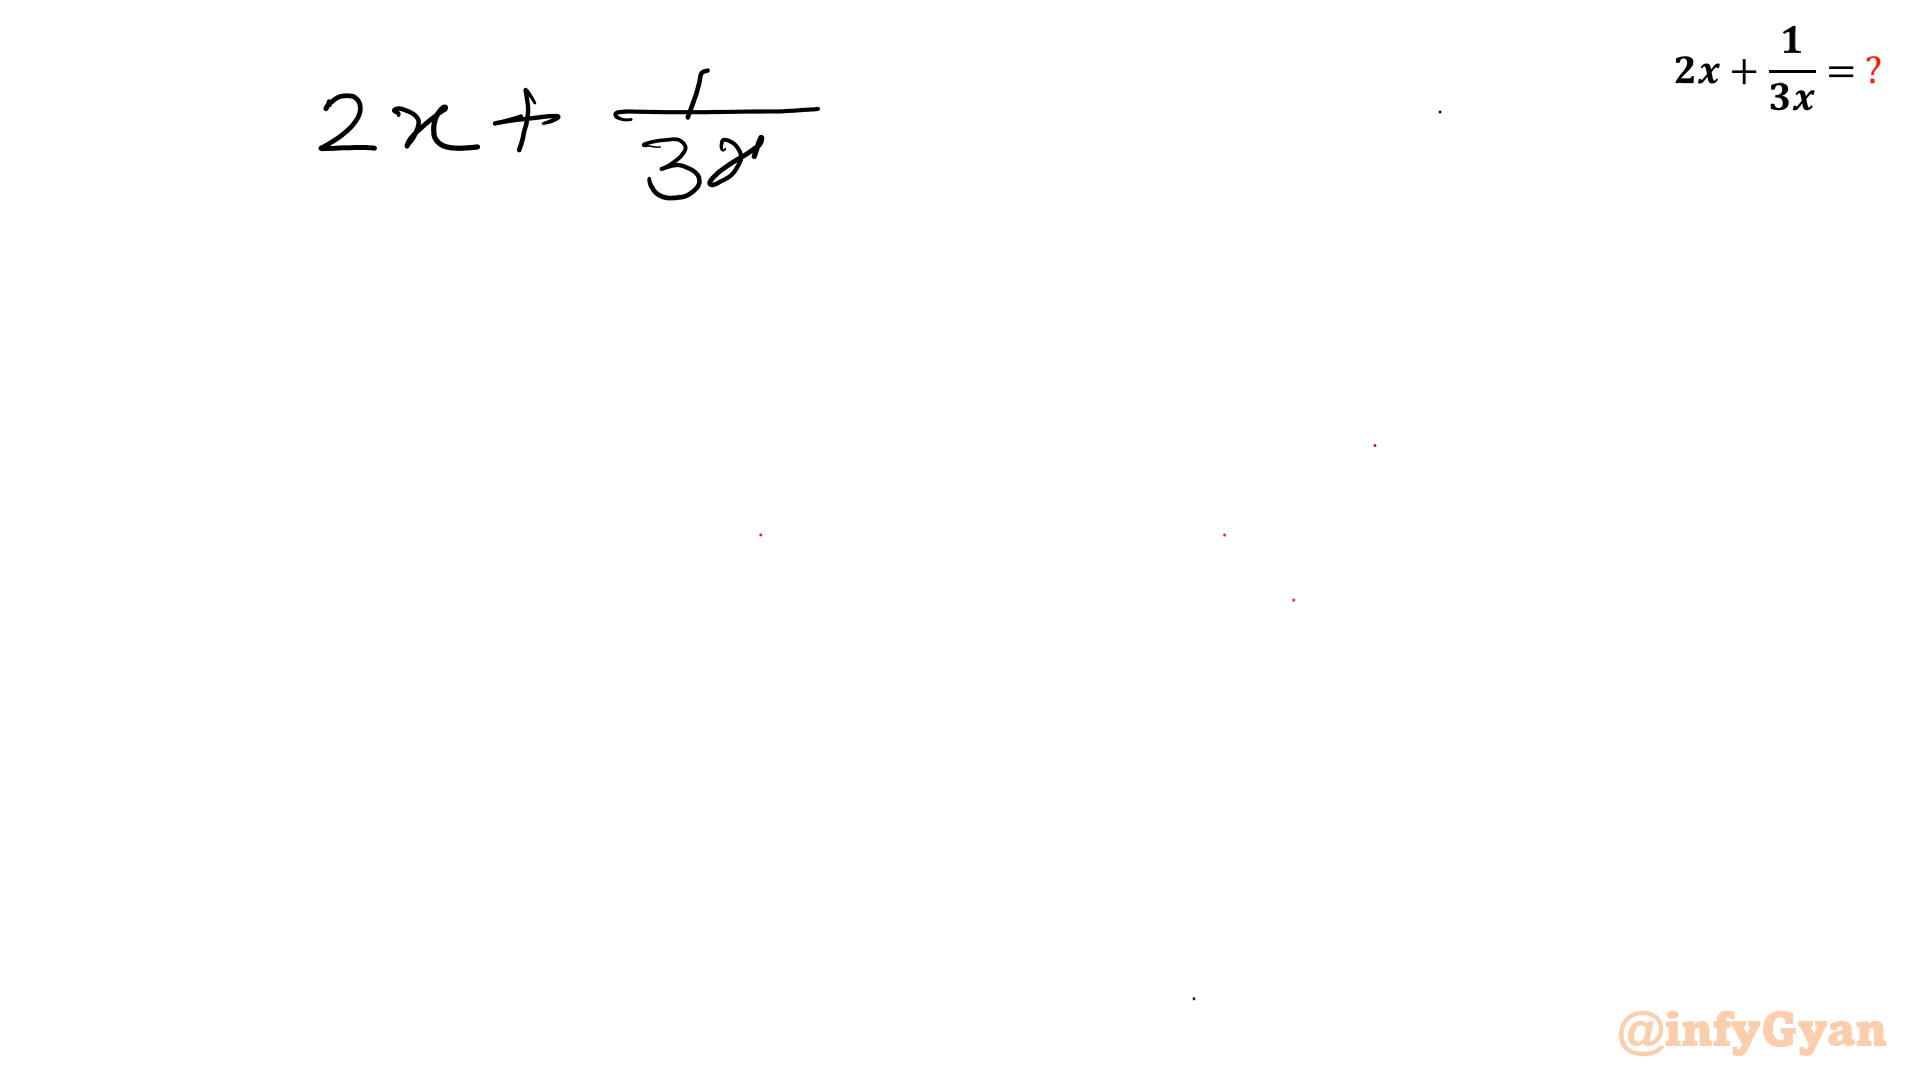 2x + 1/3x
2x + 1/3x = ?
@infyGyan